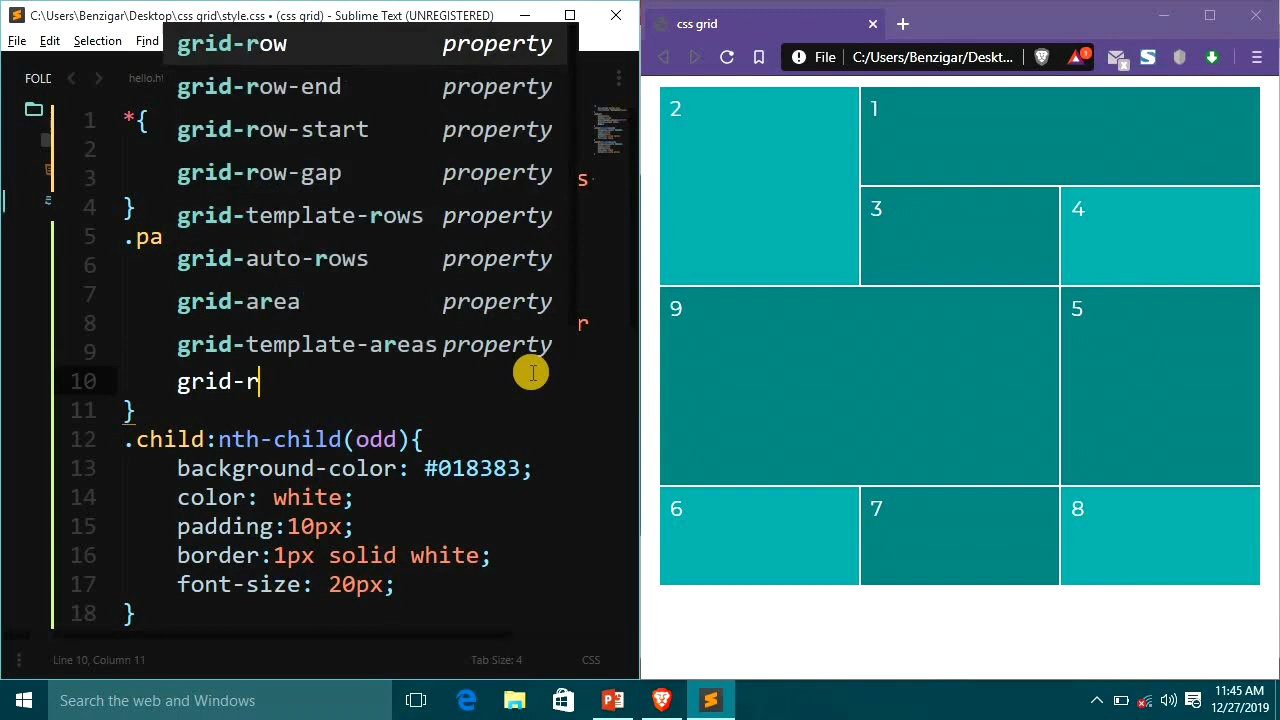 C:\Users\Benzigar\Desktop\css grid\style.css • (css grid) - Sublime Text (UNREGISTERED)
File Edit Selection Find
FOLD
hello.ht
grid-row property
grid-row-end property
grid-row-start property
grid-row-gap property
grid-template-rows property
grid-auto-rows property
grid-area property
grid-template-areas property
1 *{
2
3 s
4 }
5 .pa
6
7
8 r
9
10 grid-r
11 }
12 .child:nth-child(odd){
13 background-color: #018383;
14 color: white;
15 padding:10px;
16 border:1px solid white;
17 font-size: 20px;
18 }
Line 10, Column 11
Tab Size: 4
CSS
css grid
File C:/Users/Benzigar/Deskt...
1
2 1
3 4
9 5
6 7 8
Search the web and Windows
11:45 AM
12/27/2019